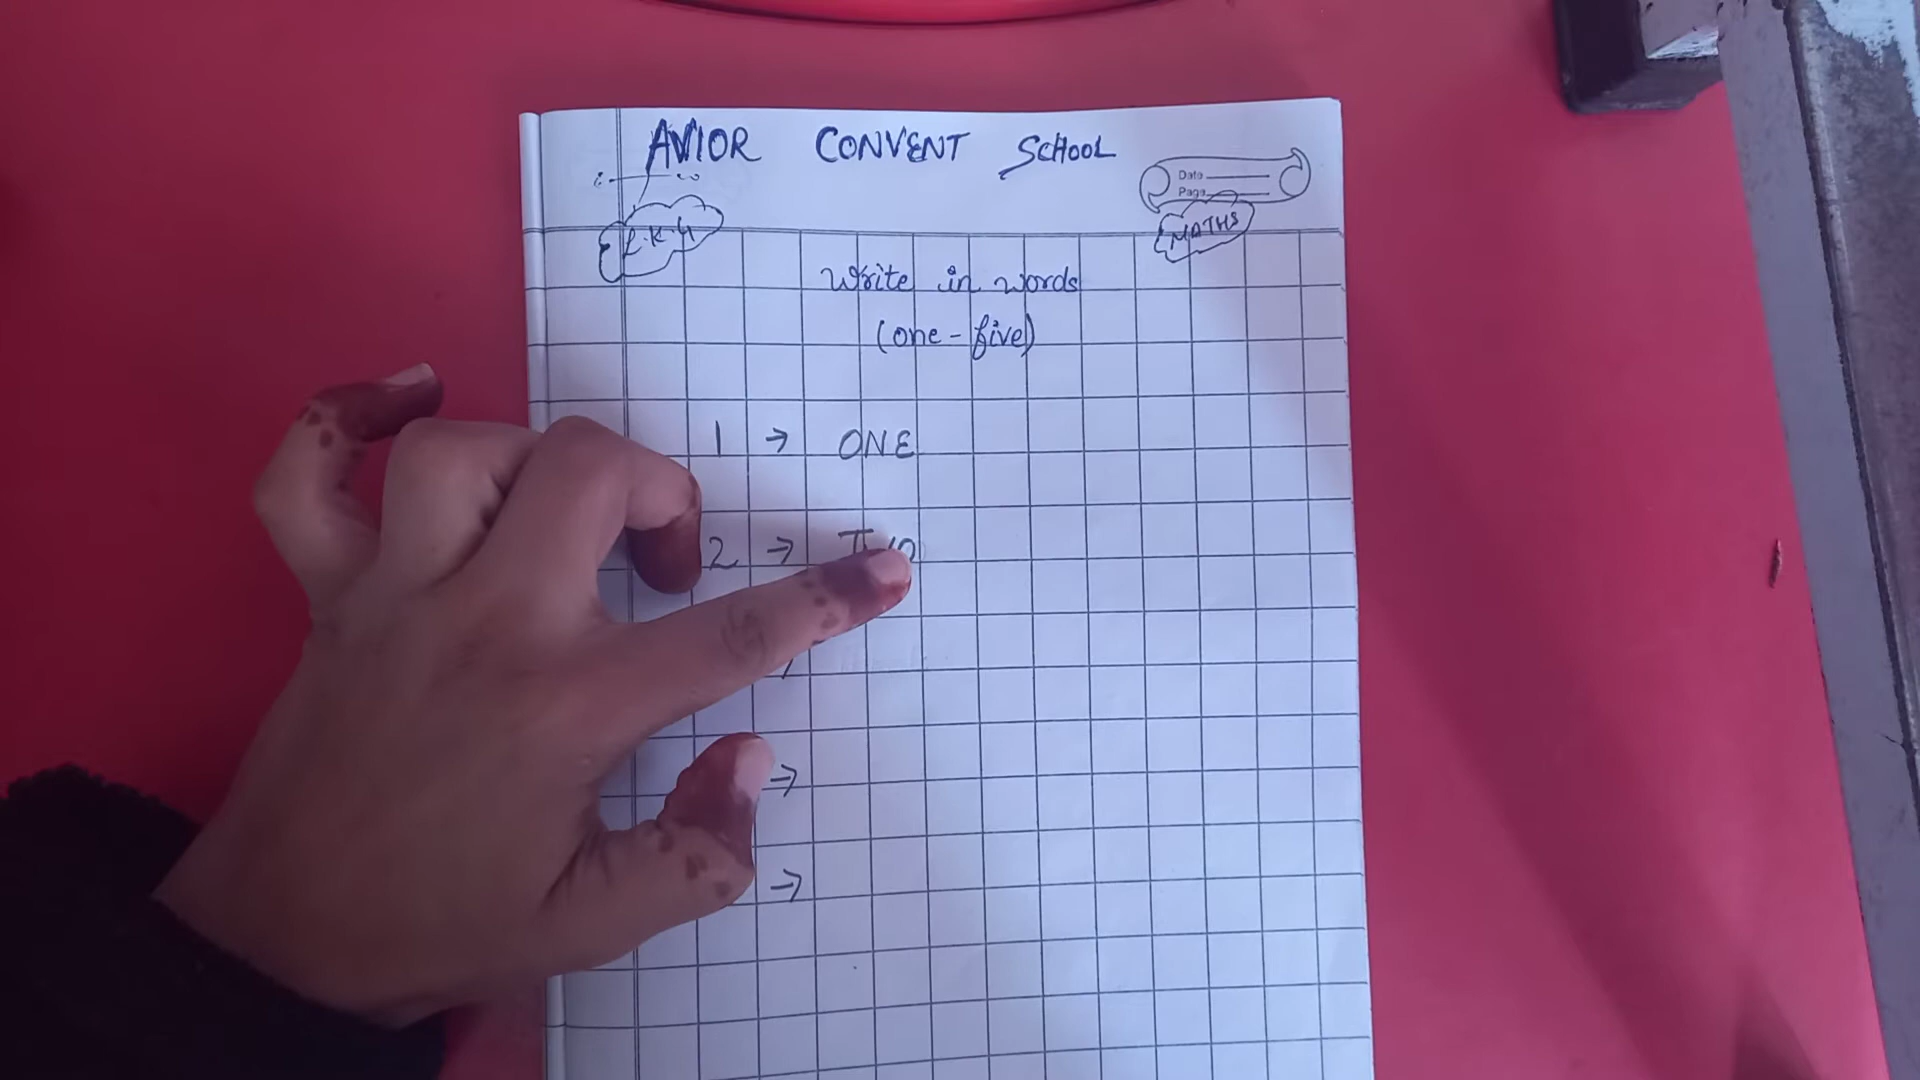 AVIOR CONVENT SCHOOL
Date
Page
L.K.G
MATHS
Write in words
(one - five)
1 → ONE
2 → TWO
→
→